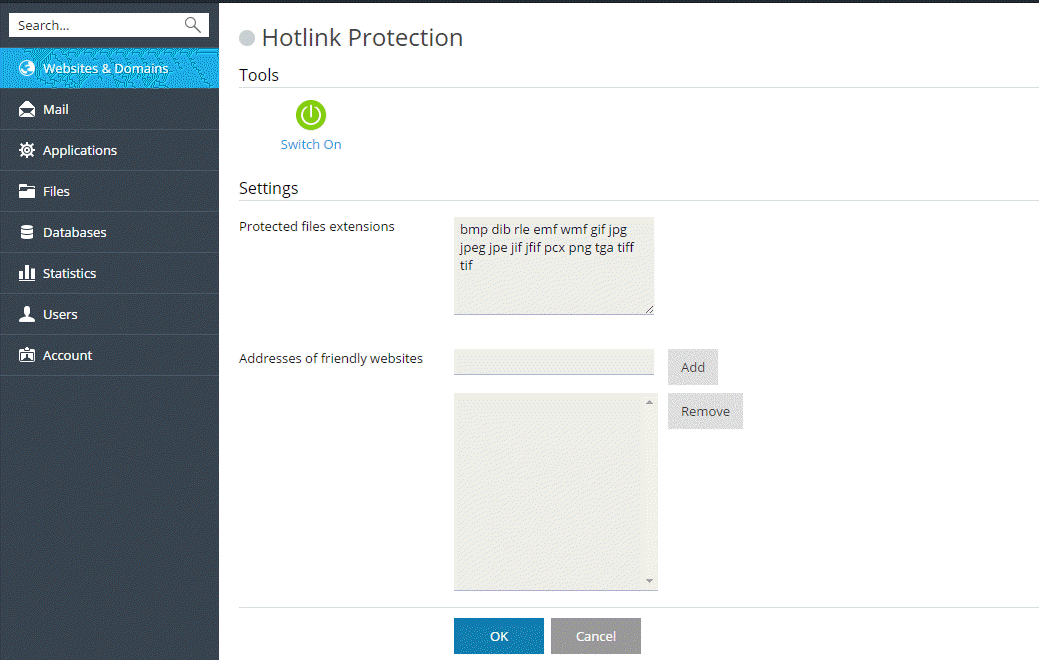 Search...
Websites & Domains
Mail
Applications
Files
Databases
Statistics
Users
Account
Hotlink Protection
Tools
Switch On
Settings
Protected files extensions
bmp dib rle emf wmf gif jpg
jpeg jpe jif jfif pcx png tga tiff
tif
Addresses of friendly websites
Add
Remove
OK
Cancel